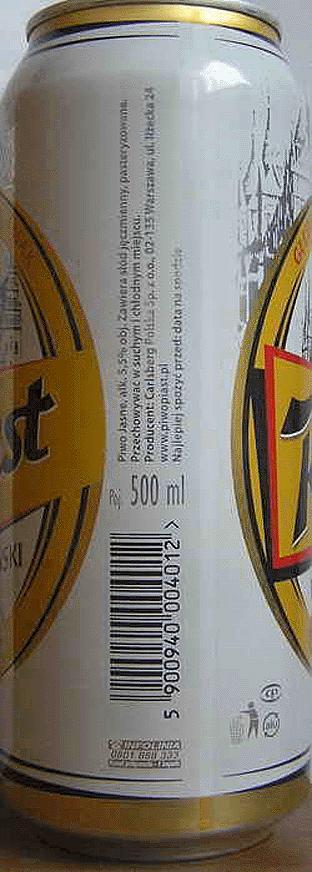 st
SKI
Piwo Jasne, alk. 5,5% obj. Zawiera słód jęczmienny, pasteryzowane.
Przechowywać w suchym i chłodnym miejscu.
Producent: Carlsberg Polska Sp. z o.o., 02-135 Warszawa, ul. Iłżecka 24
www.piwopiast.pl
Najlepiej spożyć przed: data na spodzie
Poj. 500 ml
5 900940 004012 >
INFOLINIA
0801 888 333
alu